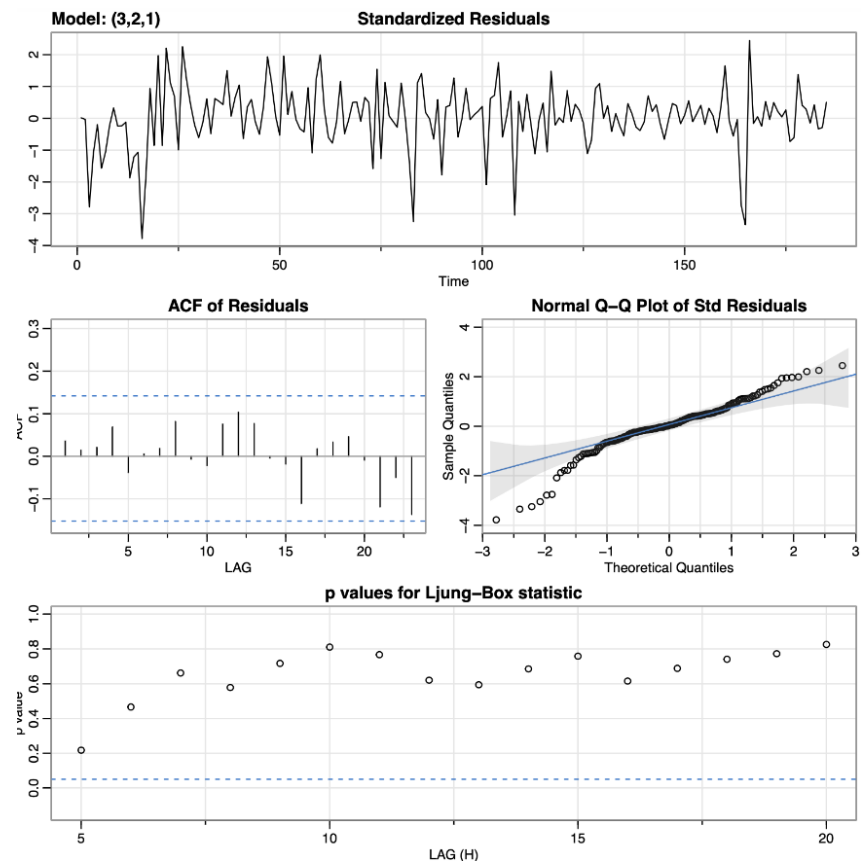 Model: (3,2,1) Standardized Residuals
2
1
0
−1
−2
−3
−4
0 50 100 150
Time
ACF of Residuals
0.3
0.2
0.1
0.0
−0.1
5 10 15 20
LAG
Normal Q−Q Plot of Std Residuals
Sample Quantiles
4
2
0
−2
−4
−3 −2 −1 0 1 2 3
Theoretical Quantiles
p values for Ljung−Box statistic
p value
1.0
0.8
0.6
0.4
0.2
0.0
5 10 15 20
LAG (H)